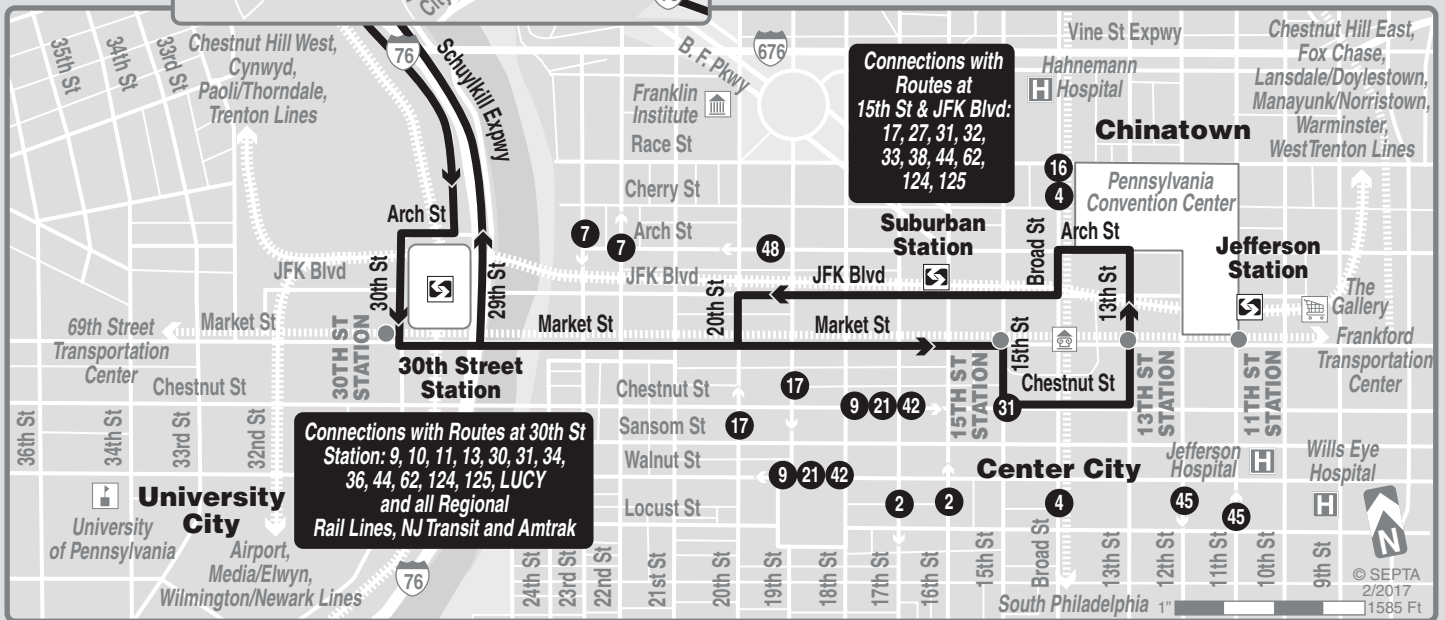 City
76
Schuylkill Expwy
35th St
34th St
33rd St
Chestnut Hill West,
Cynwyd,
Paoli/Thorndale,
Trenton Lines
B. F. Pkwy
676
Franklin
Institute
Race St
Cherry St
Arch St
Connections with
Routes at
15th St & JFK Blvd:
17, 27, 31, 32,
33, 38, 44, 62,
124, 125
Vine St Expwy
Hahnemann
Hospital
H
Chinatown
Chestnut Hill East,
Fox Chase,
Lansdale/Doylestown,
Manayunk/Norristown,
Warminster,
WestTrenton Lines
16
4
Pennsylvania
Convention Center
Arch St
7
7
48
Suburban
Station
Broad St
Arch St
Jefferson
Station
JFK Blvd
30th St
29th St
JFK Blvd
20th St
JFK Blvd
13th St
The
Gallery
69th Street
Transportation
Center
Market St
30TH ST
STATION
Market St
Market St
15th St
Frankford
Transportation
Center
30th Street
Station
Chestnut St
Chestnut St
17
9 21 42
15TH ST
STATION
Chestnut St
31
13TH ST
STATION
11TH ST
STATION
36th St
34th St
33rd St
32nd St
Connections with Routes at 30th St
Station: 9, 10, 11, 13, 30, 31, 34,
36, 44, 62, 124, 125, LUCY
and all Regional
Rail Lines, NJ Transit and Amtrak
Sansom St
17
Walnut St
9 21 42
Center City
Jefferson
Hospital
H
Wills Eye
Hospital
H
University
City
University
of Pennsylvania
Locust St
2
2
4
45
45
Airport,
Media/Elwyn,
Wilmington/Newark Lines
76
24th St
23rd St
22nd St
21st St
20th St
19th St
18th St
17th St
16th St
15th St
Broad St
13th St
12th St
11th St
10th St
9th St
N
South Philadelphia
© SEPTA
2/2017
1"
1585 Ft